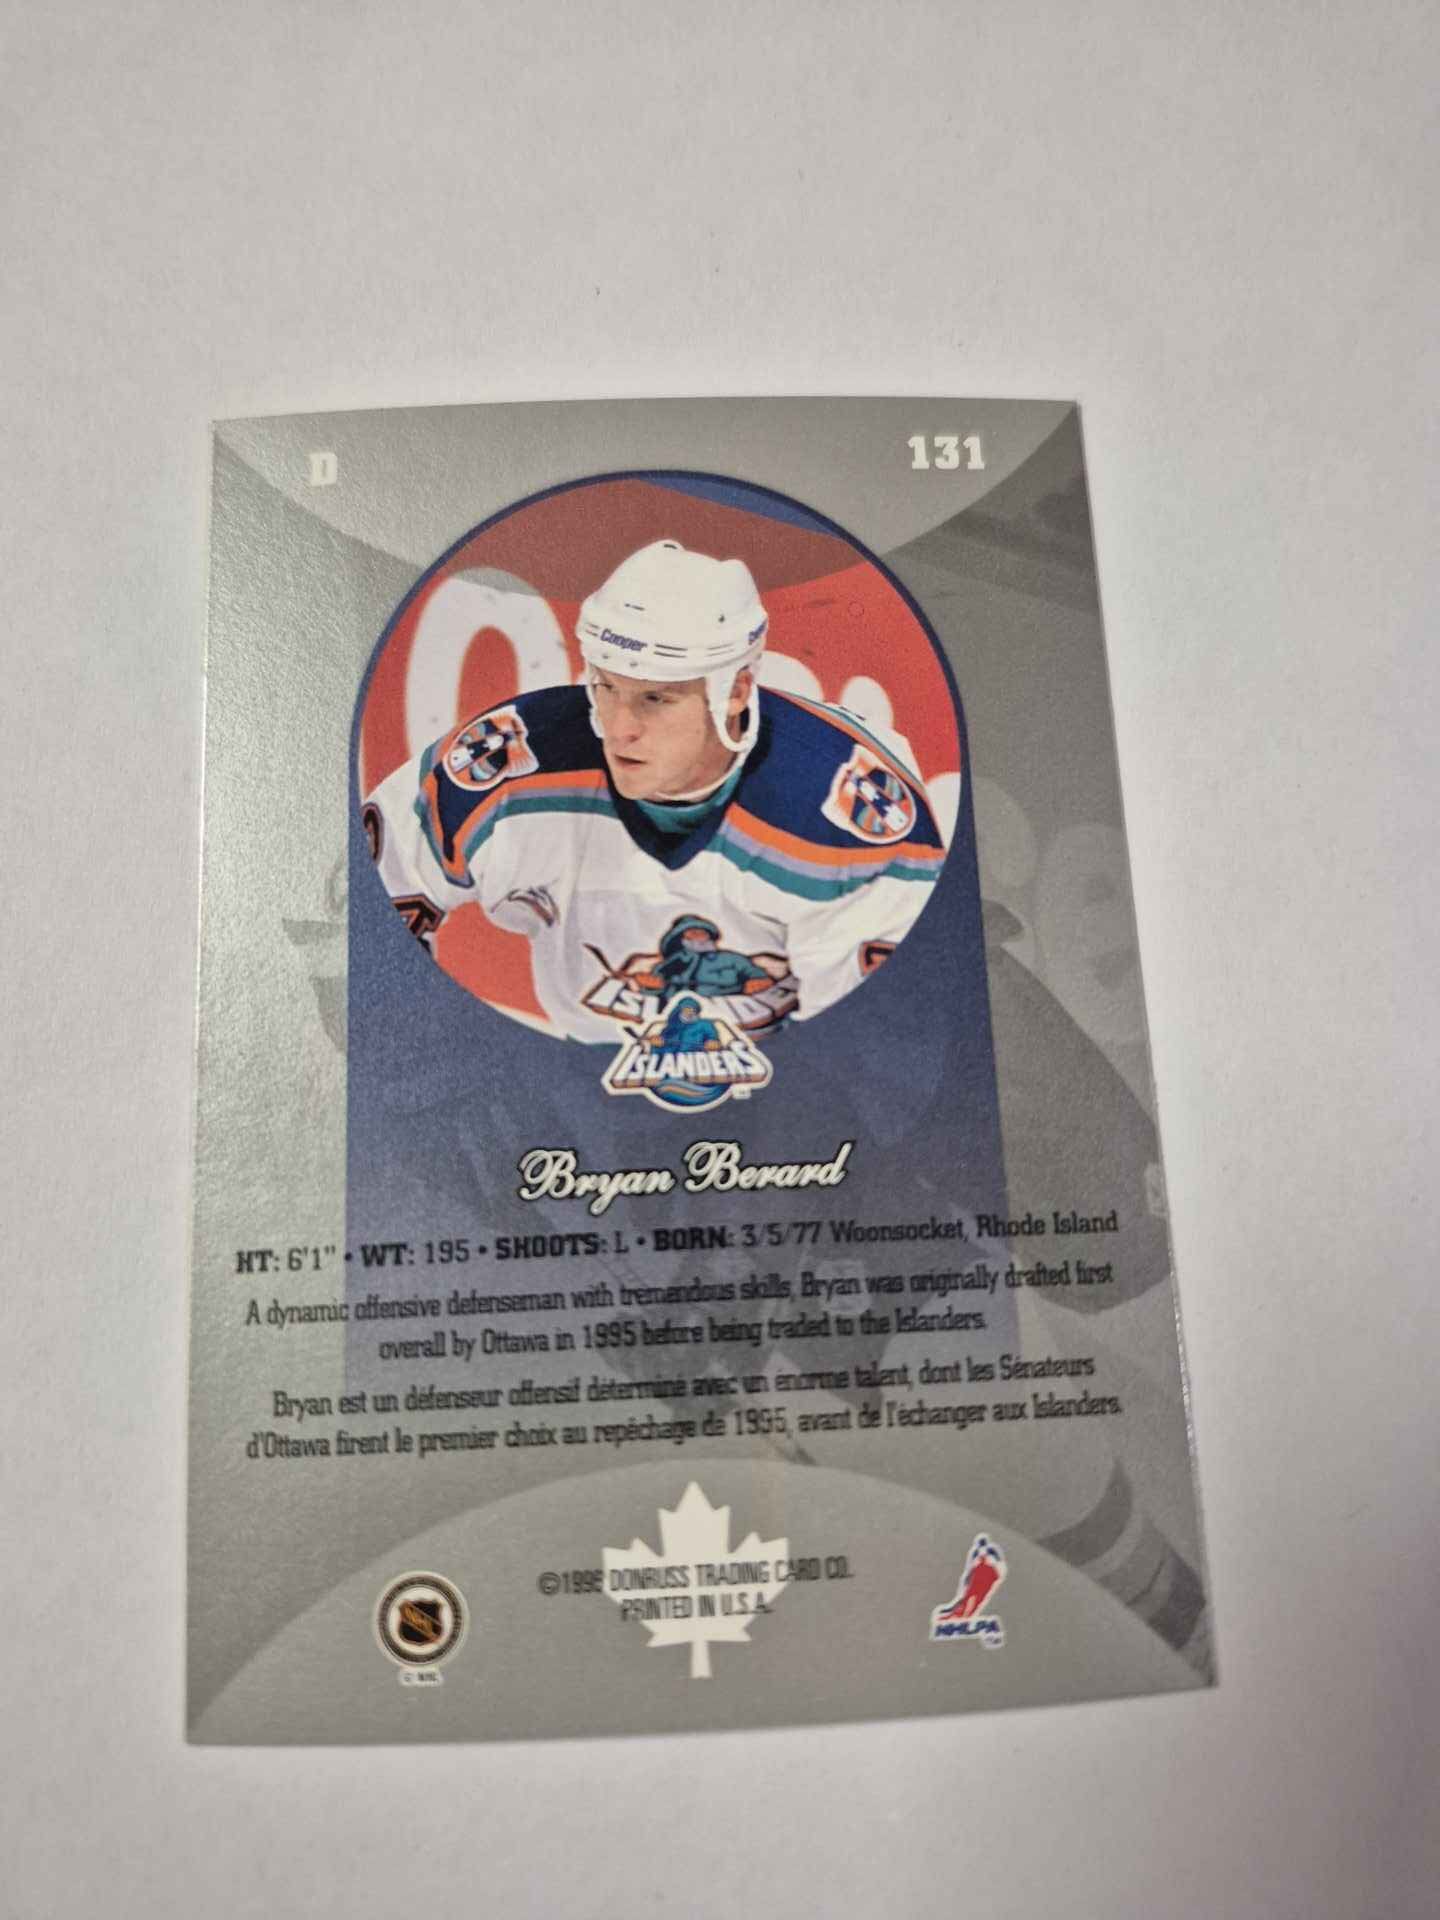 D
131
Cooper
ISLANDERS
Bryan Berard
HT: 6'1" • WT: 195 • SHOOTS: L • BORN: 3/5/77 Woonsocket, Rhode Island
A dynamic offensive defenseman with tremendous skills, Bryan was originally drafted first
overall by Ottawa in 1995 before being traded to the Islanders.
Bryan est un défenseur offensif déterminé avec un énorme talent, dont les Sénateurs
d'Ottawa firent le premier choix au repêchage de 1995, avant de l'échanger aux Islanders.
©1996 DONRUSS TRADING CARD CO.
PRINTED IN U.S.A.
NHL
© NHL
NHLPA